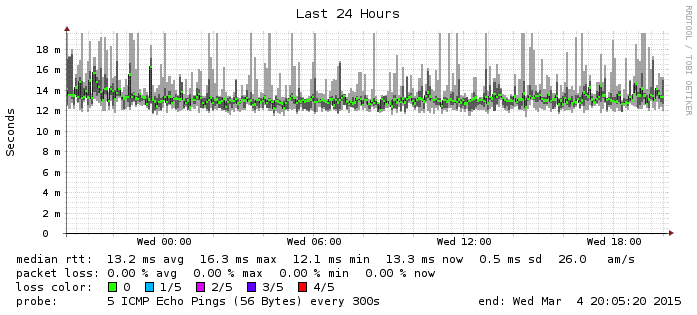 Last 24 Hours
RRDTOOL / TOBI OETIKER
Seconds
18 m
16 m
14 m
12 m
10 m
8 m
6 m
4 m
2 m
0
Wed 00:00 Wed 06:00 Wed 12:00 Wed 18:00
median rtt: 13.2 ms avg 16.3 ms max 12.1 ms min 13.3 ms now 0.5 ms sd 26.0 am/s
packet loss: 0.00 % avg 0.00 % max 0.00 % min 0.00 % now
loss color: 0 1/5 2/5 3/5 4/5
probe: 5 ICMP Echo Pings (56 Bytes) every 300s end: Wed Mar 4 20:05:20 2015